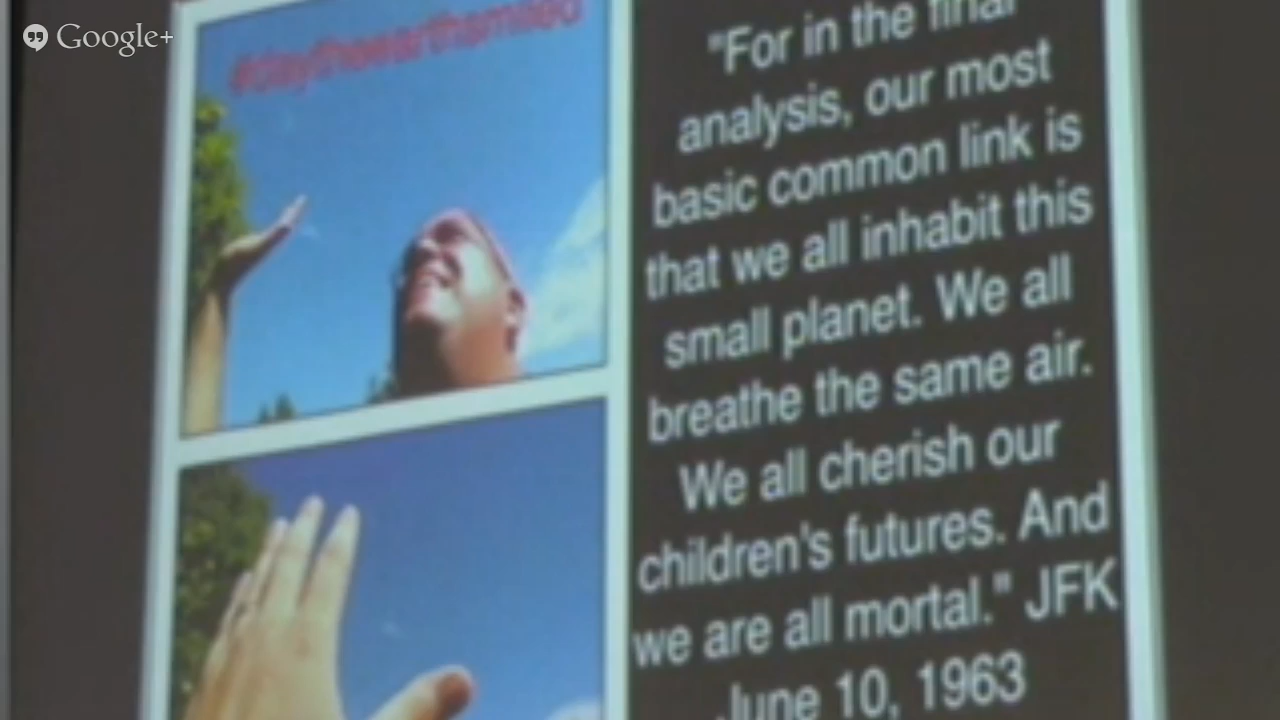 Google+
#daytheearthsmiled
"For in the final
analysis, our most
basic common link is
that we all inhabit this
small planet. We all
breathe the same air.
We all cherish our
children's futures. And
we are all mortal." JFK
June 10, 1963